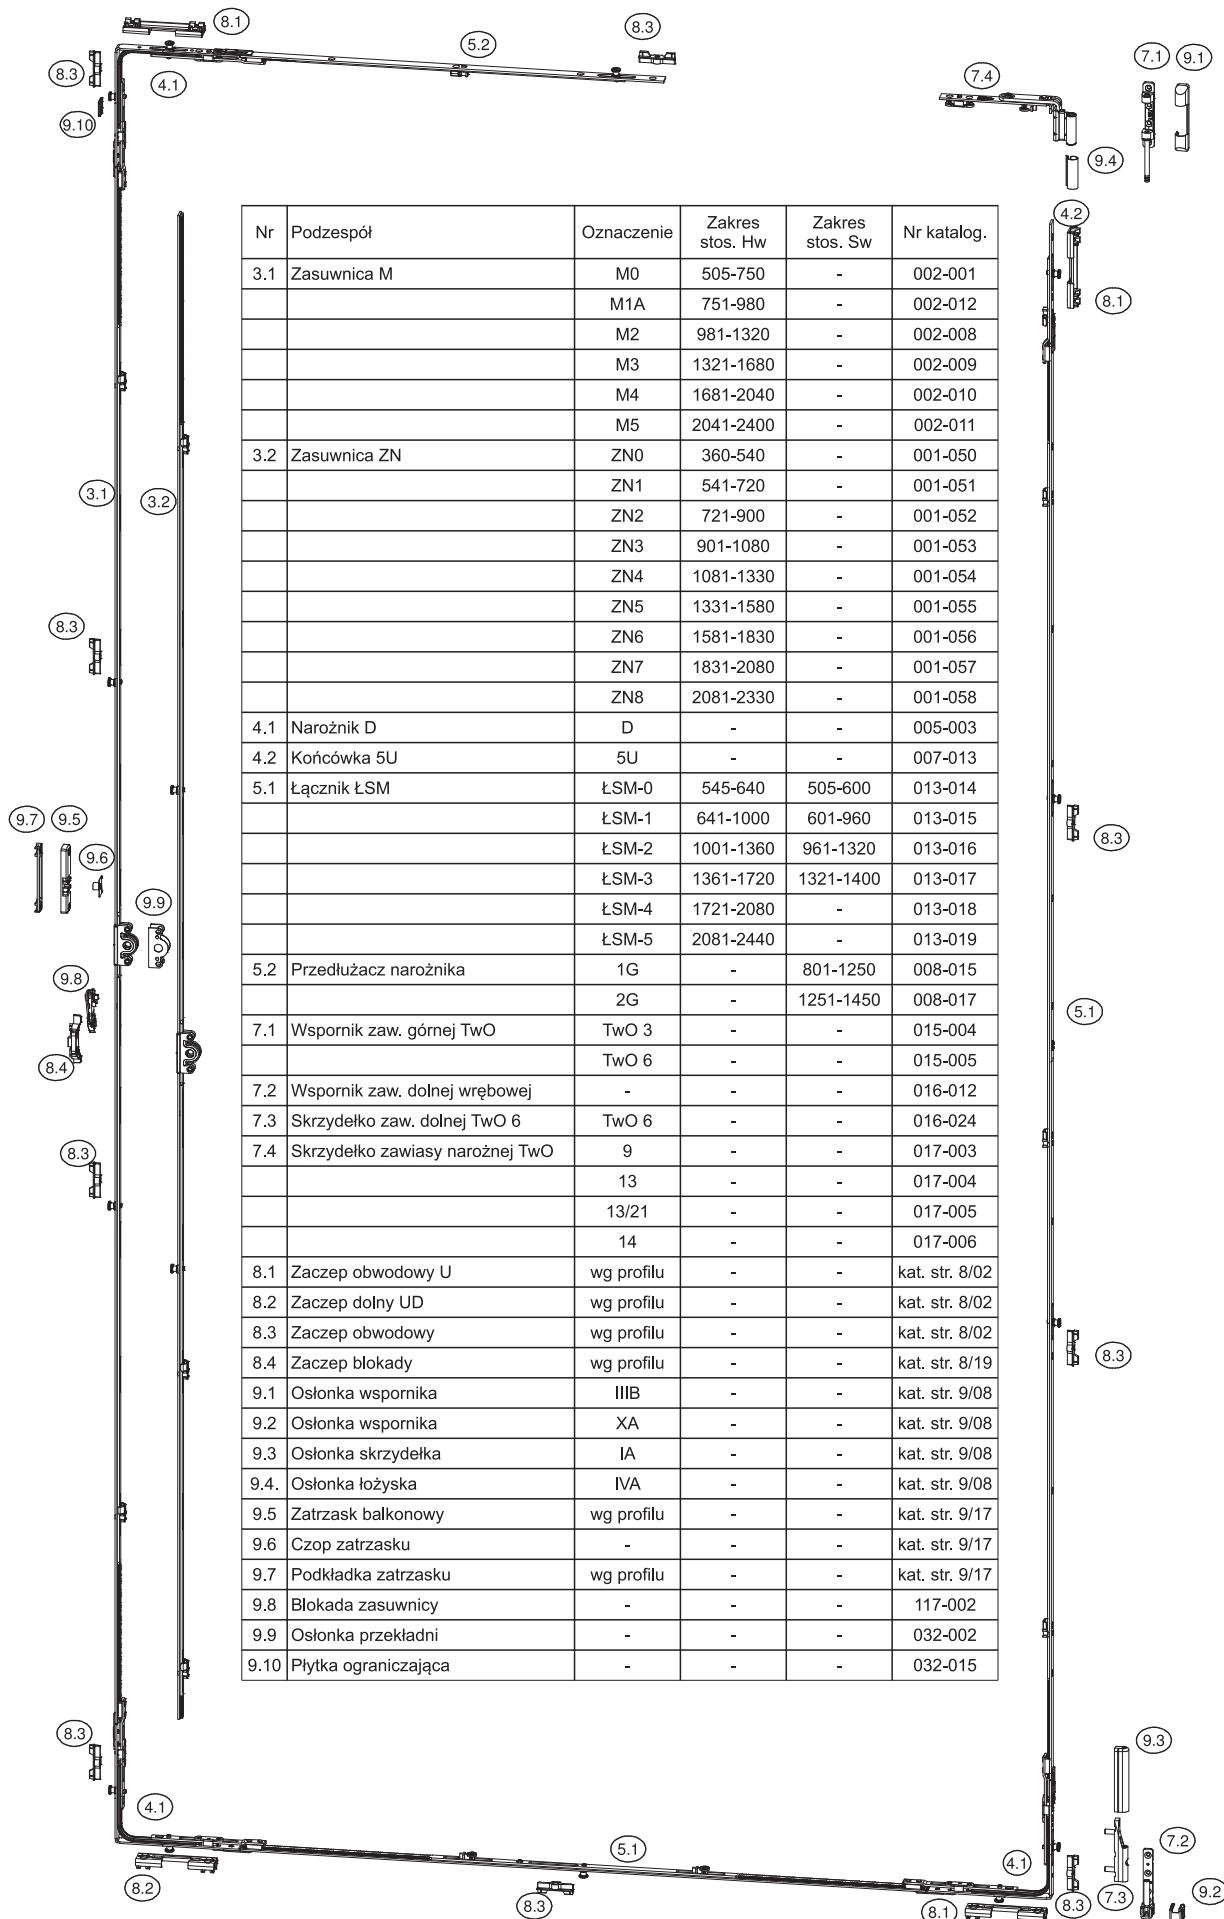 8.1
8.3
5.2
8.3
4.1
7.4
7.1
9.1
9.10
9.4
4.2
8.1
Nr Podzespół Oznaczenie Zakres stos. Hw Zakres stos. Sw Nr katalog.
3.1 Zasuwnica M M0 505-750 - 002-001
M1A 751-980 - 002-012
M2 981-1320 - 002-008
M3 1321-1680 - 002-009
M4 1681-2040 - 002-010
M5 2041-2400 - 002-011
3.2 Zasuwnica ZN ZN0 360-540 - 001-050
ZN1 541-720 - 001-051
ZN2 721-900 - 001-052
ZN3 901-1080 - 001-053
ZN4 1081-1330 - 001-054
ZN5 1331-1580 - 001-055
ZN6 1581-1830 - 001-056
ZN7 1831-2080 - 001-057
ZN8 2081-2330 - 001-058
4.1 Narożnik D D - - 005-003
4.2 Końcówka 5U 5U - - 007-013
5.1 Łącznik ŁSM ŁSM-0 545-640 505-600 013-014
ŁSM-1 641-1000 601-960 013-015
ŁSM-2 1001-1360 961-1320 013-016
ŁSM-3 1361-1720 1321-1400 013-017
ŁSM-4 1721-2080 - 013-018
ŁSM-5 2081-2440 - 013-019
5.2 Przedłużacz narożnika 1G - 801-1250 008-015
2G - 1251-1450 008-017
7.1 Wspornik zaw. górnej TwO TwO 3 - - 015-004
TwO 6 - - 015-005
7.2 Wspornik zaw. dolnej wrębowej - - - 016-012
7.3 Skrzydełko zaw. dolnej TwO 6 TwO 6 - - 016-024
7.4 Skrzydełko zawiasy narożnej TwO 9 - - 017-003
13 - - 017-004
13/21 - - 017-005
14 - - 017-006
8.1 Zaczep obwodowy U wg profilu - - kat. str. 8/02
8.2 Zaczep dolny UD wg profilu - - kat. str. 8/02
8.3 Zaczep obwodowy wg profilu - - kat. str. 8/02
8.4 Zaczep blokady wg profilu - - kat. str. 8/19
9.1 Osłonka wspornika IIIB - - kat. str. 9/08
9.2 Osłonka wspornika XA - - kat. str. 9/08
9.3 Osłonka skrzydełka IA - - kat. str. 9/08
9.4. Osłonka łożyska IVA - - kat. str. 9/08
9.5 Zatrzask balkonowy wg profilu - - kat. str. 9/17
9.6 Czop zatrzasku - - - kat. str. 9/17
9.7 Podkładka zatrzasku wg profilu - - kat. str. 9/17
9.8 Blokada zasuwnicy - - - 117-002
9.9 Osłonka przekładni - - - 032-002
9.10 Płytka ograniczająca - - - 032-015
3.1
3.2
8.3
9.7
9.5
9.6
9.9
8.3
9.8
5.1
8.4
8.3
8.3
8.3
9.3
4.1
5.1
7.2
4.1
8.2
8.3
8.1
8.3
7.3
9.2